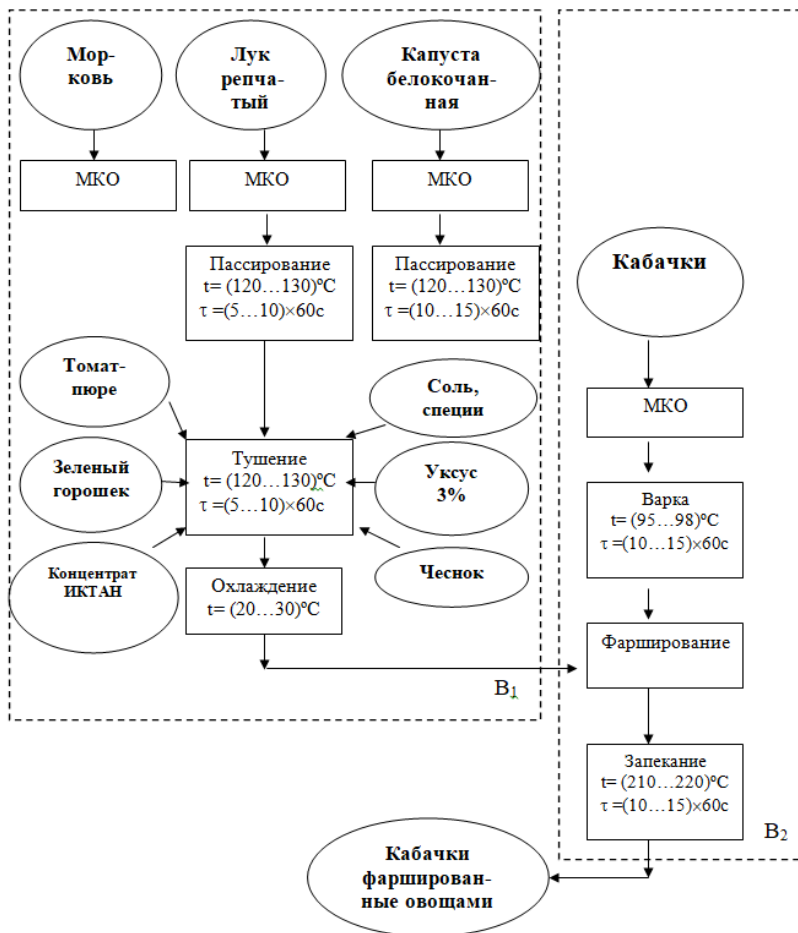 Мор-
ковь
Лук
репча-
тый
Капуста
белокочан-
ная
МКО
МКО
МКО
Пассирование
t= (120…130)ºС
τ =(5…10)×60с
Пассирование
t= (120…130)ºС
τ =(10…15)×60с
Кабачки
Томат-
пюре
Соль,
специи
МКО
Зеленый
горошек
Тушение
t= (120…130)ºС
τ =(5…10)×60с
Уксус
3%
Варка
t= (95…98)ºС
τ =(10…15)×60с
Концентрат
ИКТАН
Чеснок
Охлаждение
t= (20…30)ºС
Фарширование
В1
Запекание
t= (210…220)ºС
τ =(10…15)×60с
В2
Кабачки
фарширован-
ные овощами